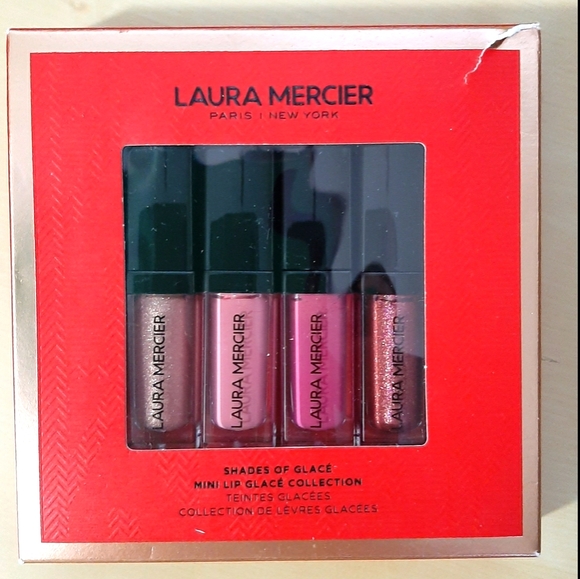 LAURA MERCIER
PARIS | NEW YORK
LAURA MERCIER
LAURA MERCIER
LAURA MERCIER
LAURA MERCIER
SHADES OF GLACÉ
MINI LIP GLACÉ COLLECTION
TEINTES GLACÉES
COLLECTION DE LÈVRES GLACÉES